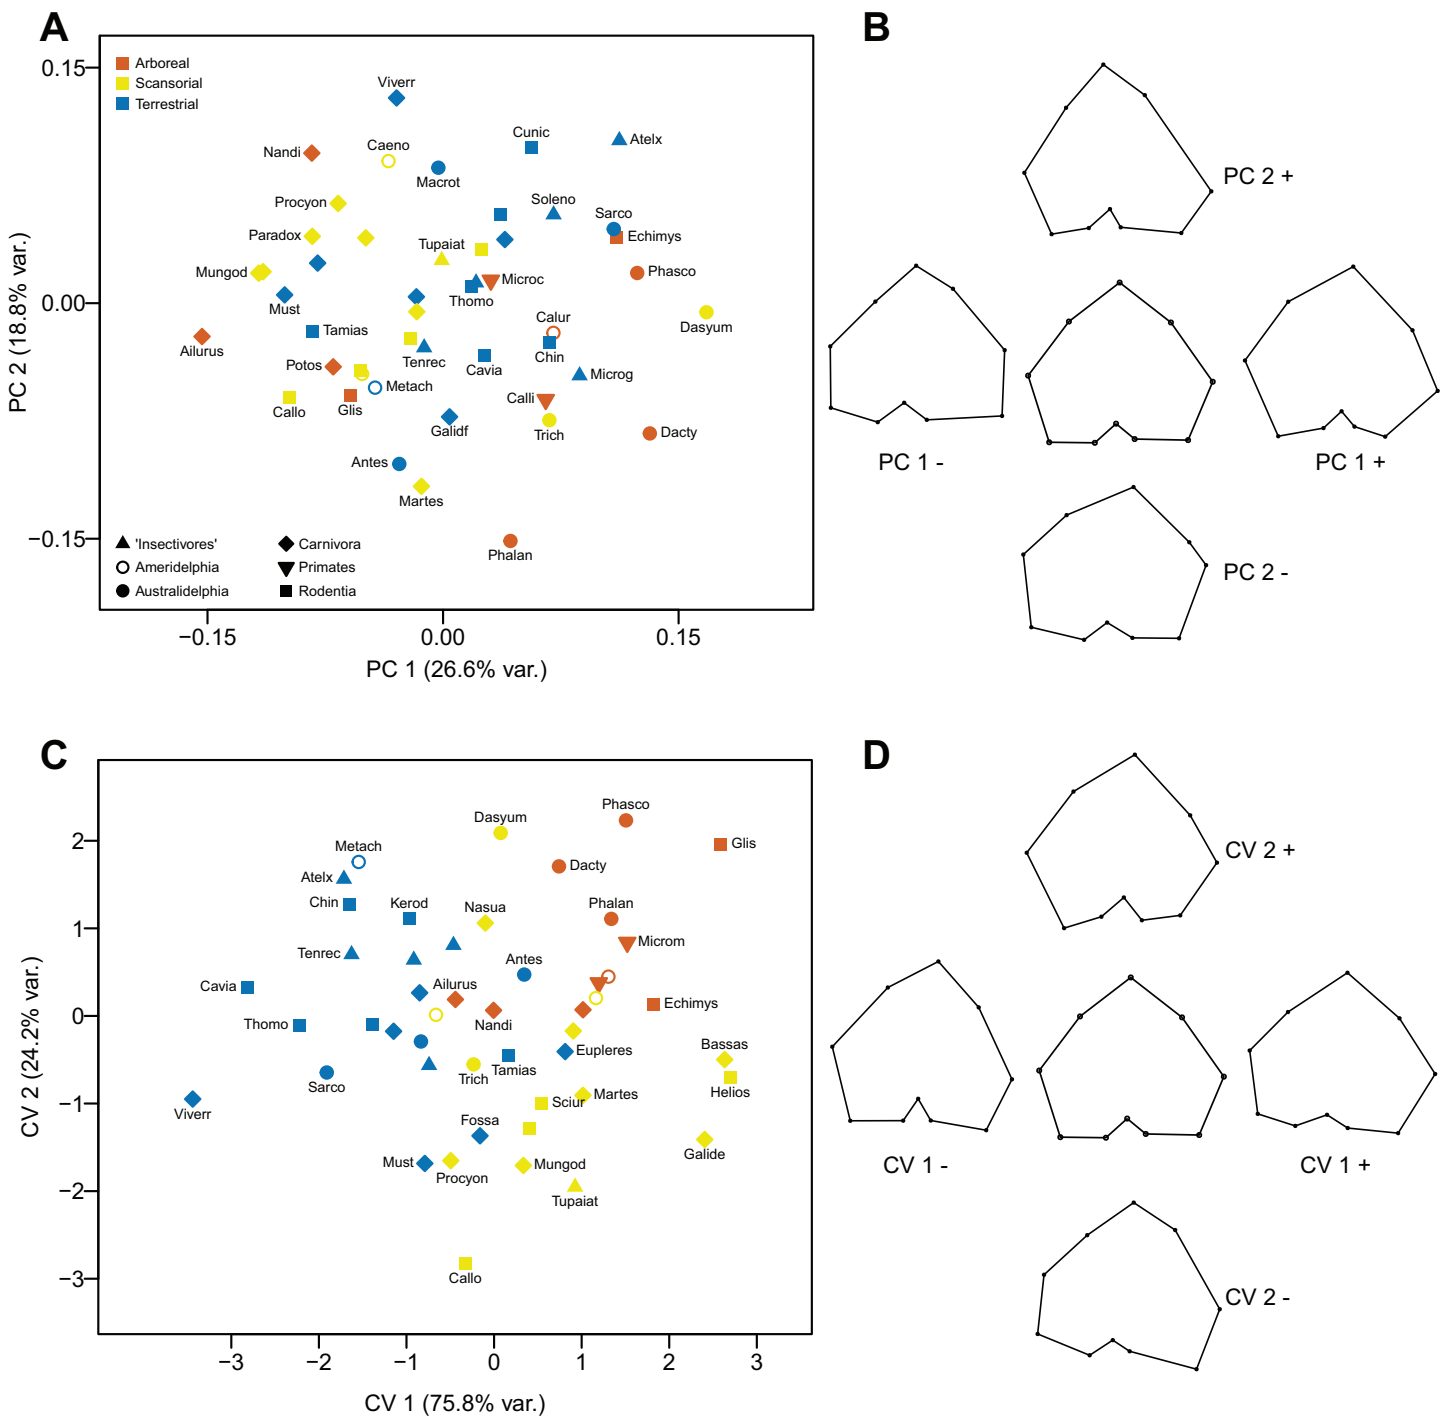 A
B
0.15
0.00
−0.15
PC 2 (18.8% var.)
Arboreal
Scansorial
Terrestrial
Viverr
Nandi
Caeno
Macrot
Cunic
Atelx
Procyon
Soleno
Sarco
Echimys
Paradox
Tupaiat
Mungod
Microc
Phasco
Must
Thomo
Dasyum
Tamias
Calur
Ailurus
Tenrec
Chin
Potos
Cavia
Microg
Metach
Callo
Glis
Calli
Galidf
Trich
Dacty
Antes
Martes
Phalan
'Insectivores'
Ameridelphia
Australidelphia
Carnivora
Primates
Rodentia
−0.15
0.00
0.15
PC 1 (26.6% var.)
PC 2 +
PC 1 -
PC 1 +
PC 2 -
C
D
2
1
0
−1
−2
−3
CV 2 (24.2% var.)
Phasco
Dasyum
Glis
Metach
Dacty
Atelx
Chin
Kerod
Nasua
Phalan
Microm
Tenrec
Antes
Cavia
Ailurus
Echimys
Thomo
Nandi
Eupleres
Bassas
Sarco
Trich
Tamias
Helios
Viverr
Sciur
Martes
Fossa
Galide
Must
Procyon
Mungod
Tupaiat
Callo
−3
−2
−1
0
1
2
3
CV 1 (75.8% var.)
CV 2 +
CV 1 -
CV 1 +
CV 2 -